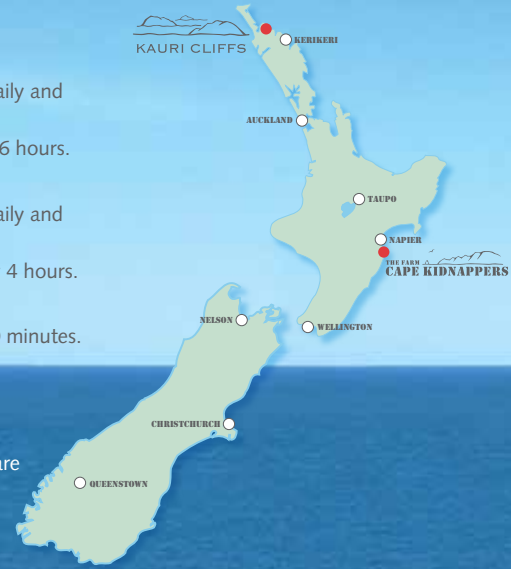 KAURI CLIFFS
KERIKERI
aily and
AUCKLAND
6 hours.
TAUPO
aily and
NAPIER
THE FARM
CAPE KIDNAPPERS
4 hours.
NELSON
WELLINGTON
minutes.
CHRISTCHURCH
are
QUEENSTOWN